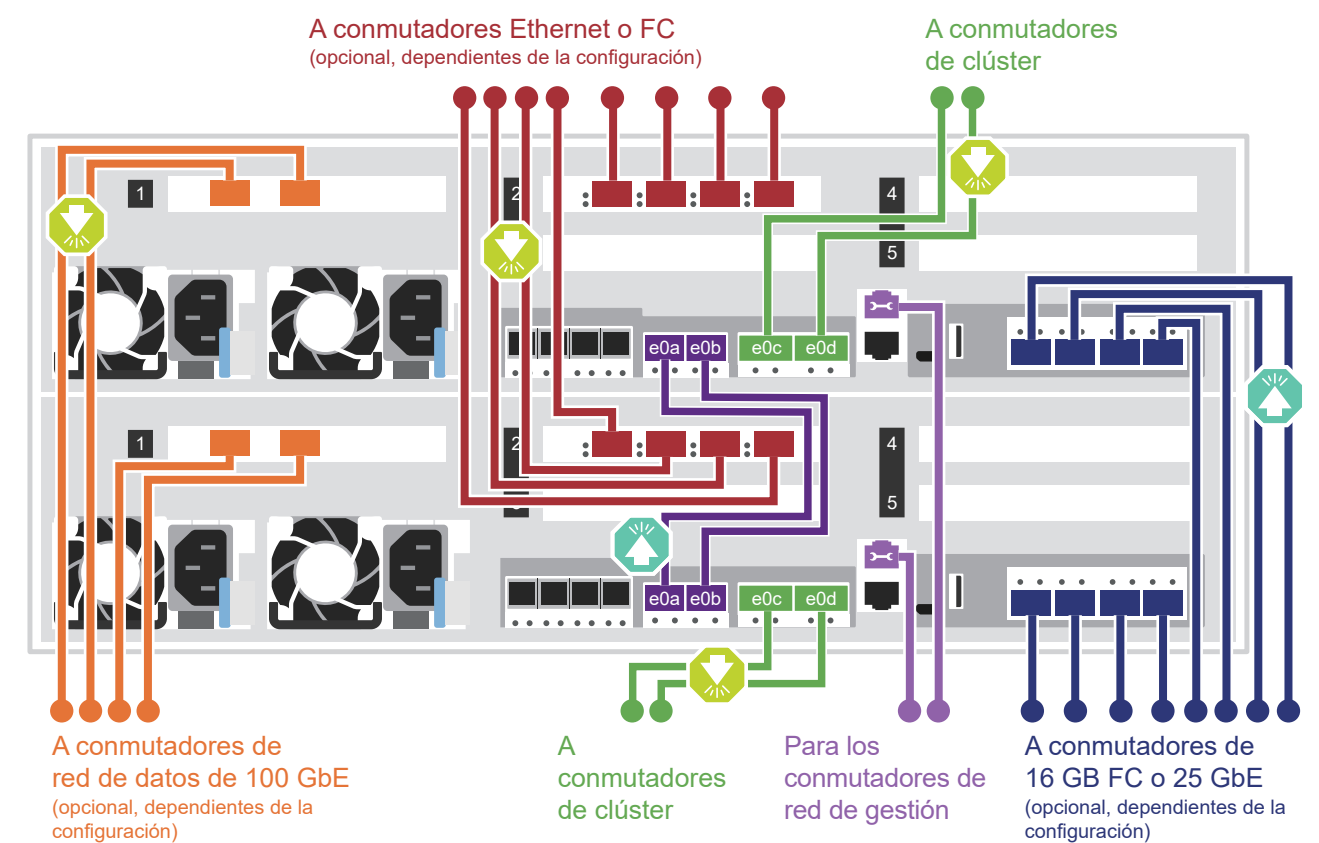 A conmutadores Ethernet o FC
(opcional, dependientes de la configuración)
A conmutadores
de clúster
1
2
4
5
e0a e0b e0c e0d
1
2
4
5
e0a e0b e0c e0d
A conmutadores de
red de datos de 100 GbE
(opcional, dependientes de la
configuración)
A
conmutadores
de clúster
Para los
conmutadores de
red de gestión
A conmutadores de
16 GB FC o 25 GbE
(opcional, dependientes de la
configuración)